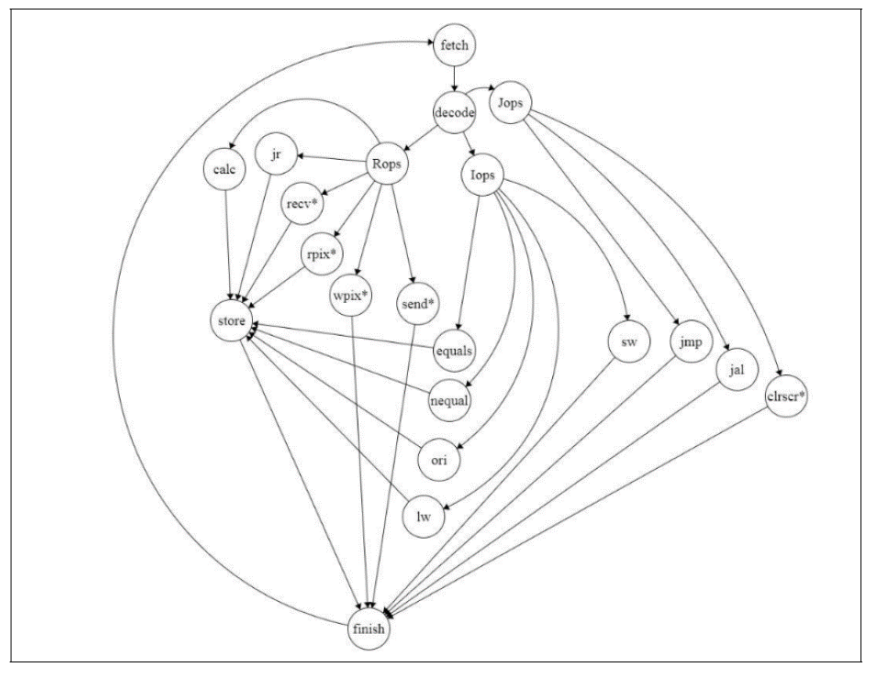 fetch
decode
Jops
Rops
Iops
calc
jr
recv*
rpix*
wpix*
send*
store
equals
nequal
ori
lw
sw
jmp
jal
clrscr*
finish